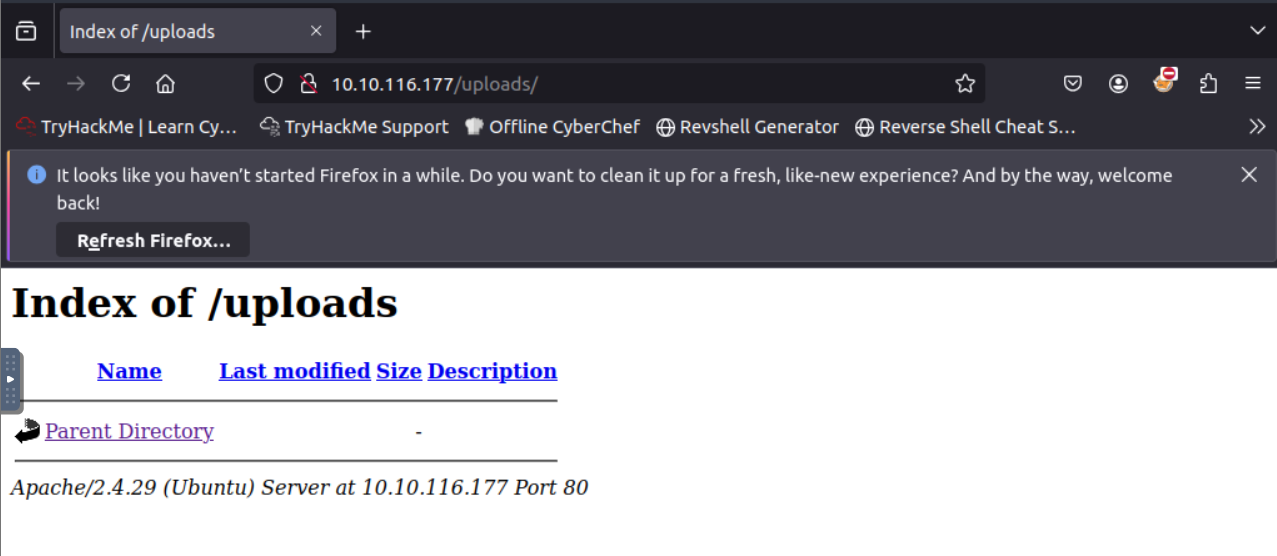 Index of /uploads
10.10.116.177/uploads/
TryHackMe | Learn Cy... TryHackMe Support Offline CyberChef Revshell Generator Reverse Shell Cheat S...
It looks like you haven’t started Firefox in a while. Do you want to clean it up for a fresh, like-new experience? And by the way, welcome
back!
Refresh Firefox...
Index of /uploads
Name Last modified Size Description
Parent Directory -
Apache/2.4.29 (Ubuntu) Server at 10.10.116.177 Port 80